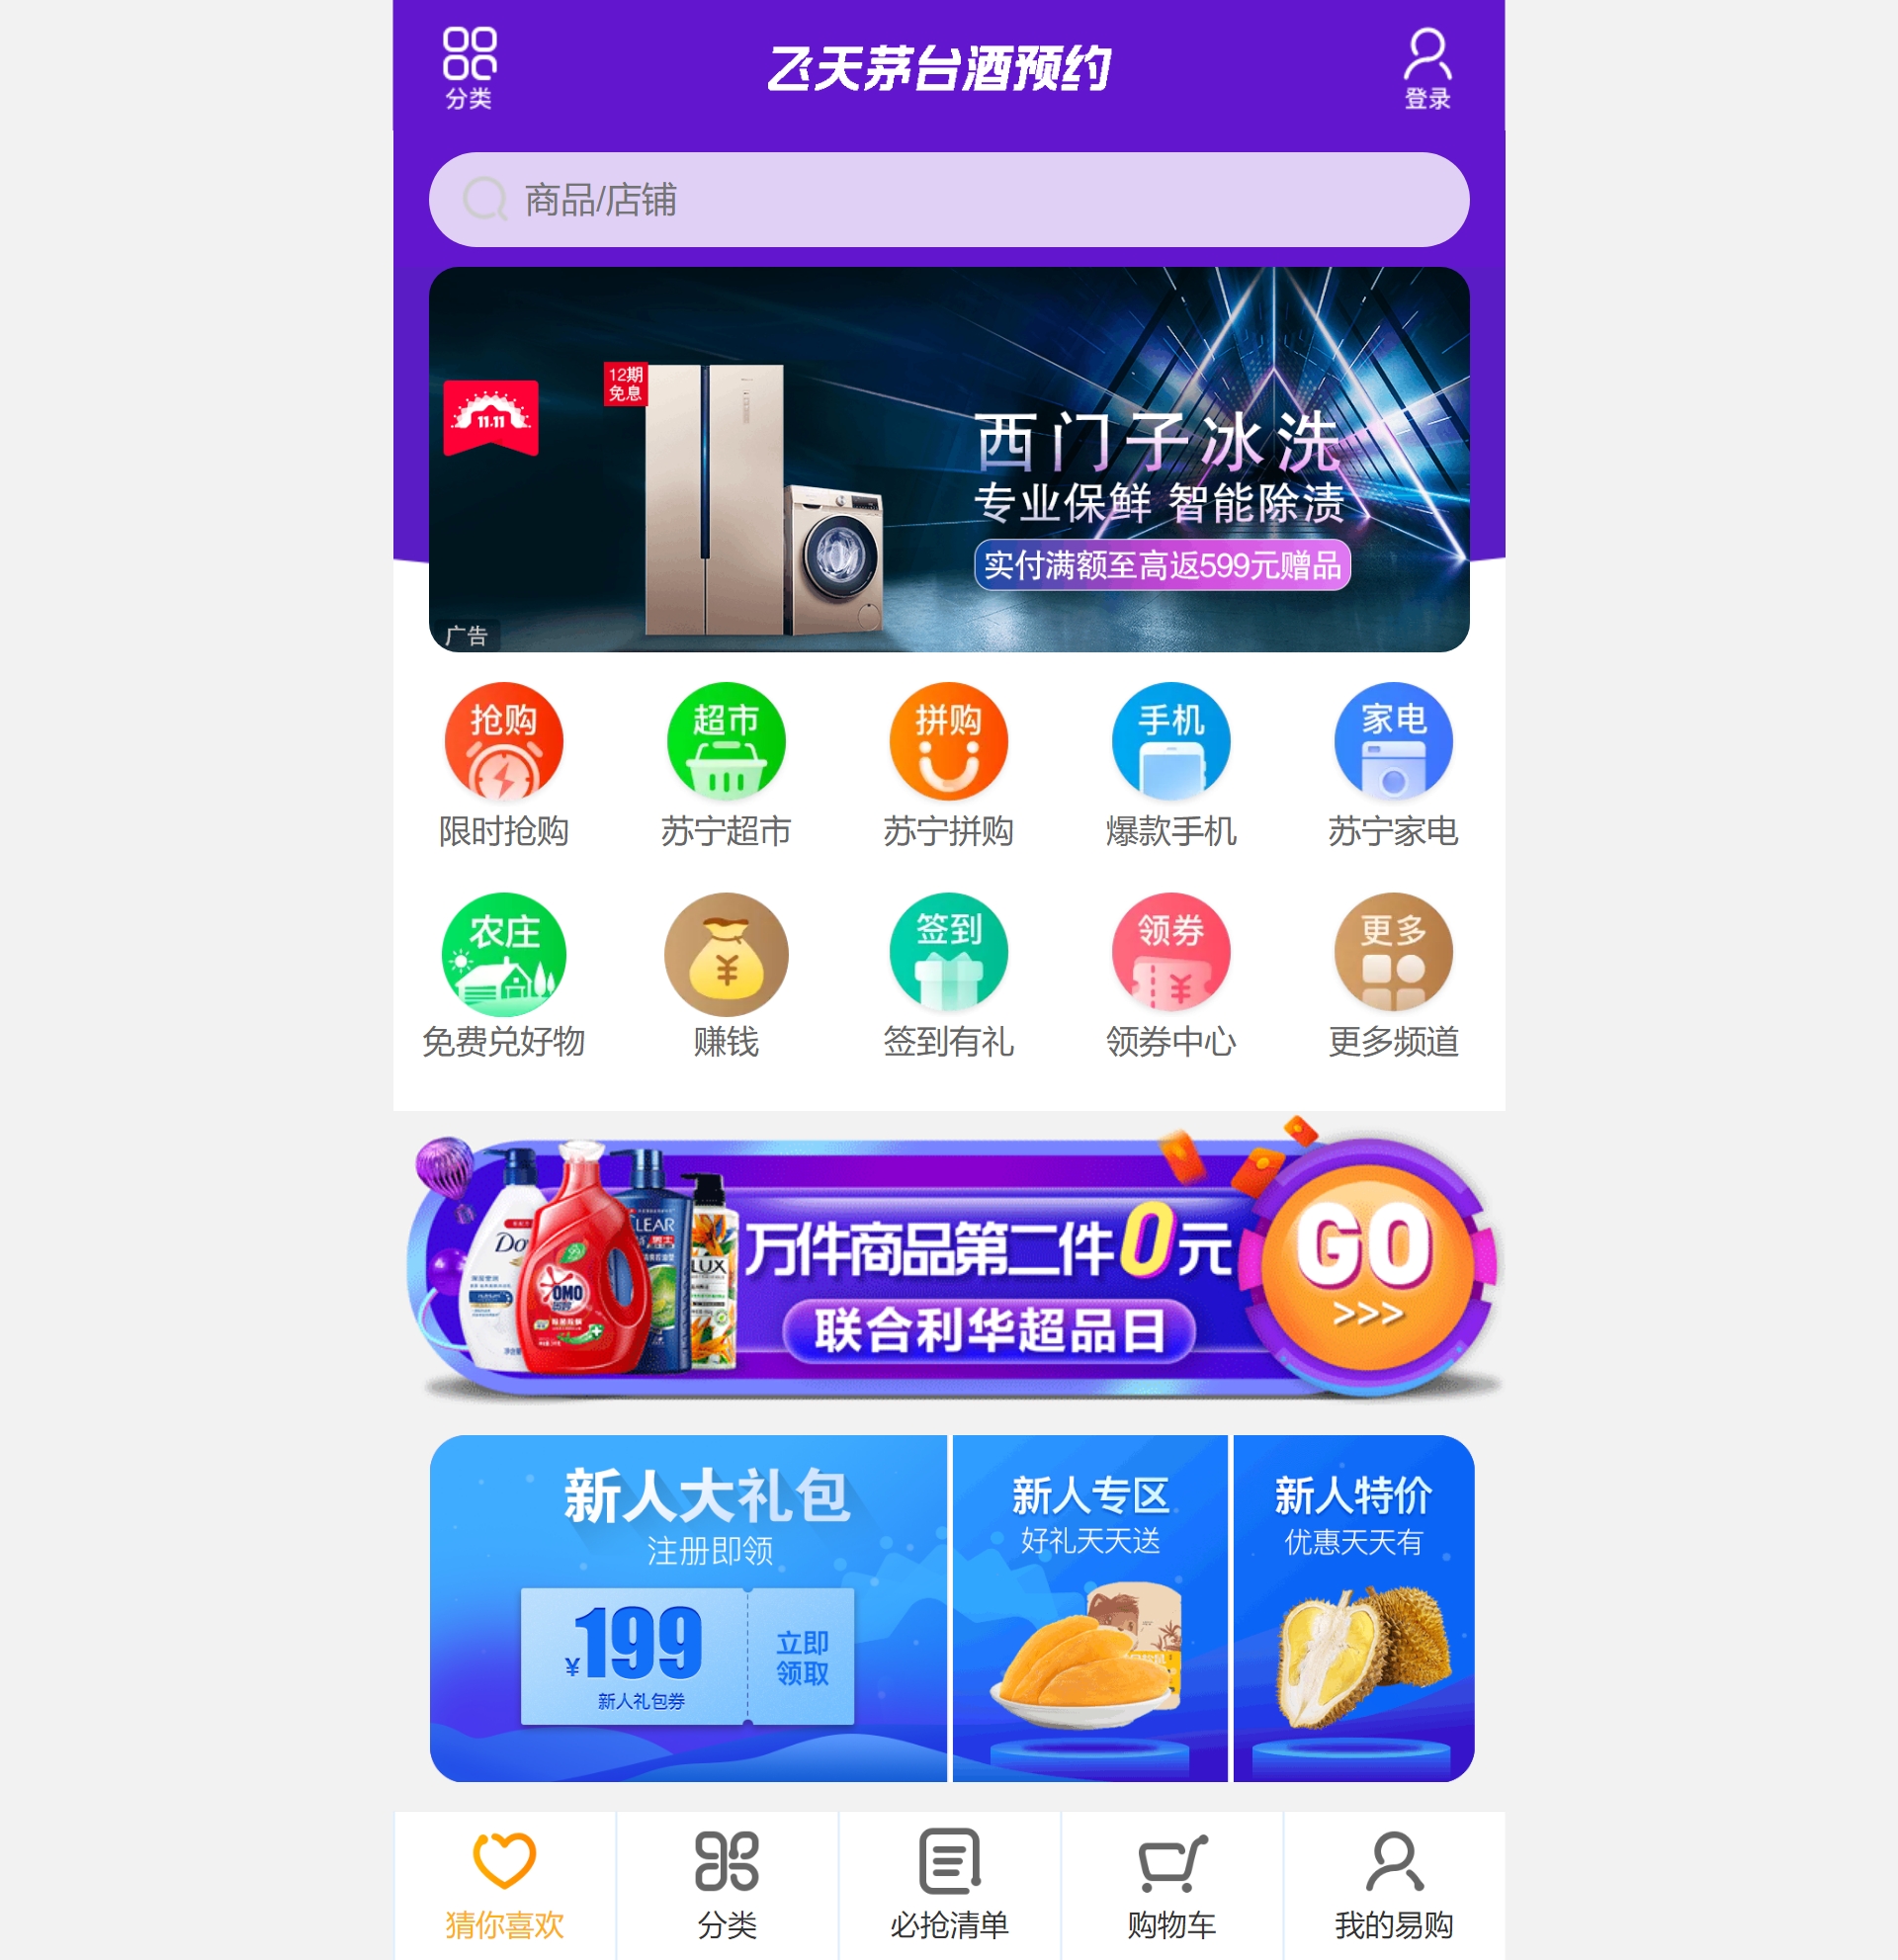 分类
飞天茅台酒预约
登录
商品/店铺
11.11
12期
免息
西门子冰洗
专业保鲜 智能除渍
实付满额至高返599元赠品
广告
抢购
超市
拼购
手机
家电
限时抢购
苏宁超市
苏宁拼购
爆款手机
苏宁家电
农庄
签到
领券
更多
免费兑好物
赚钱
签到有礼
领券中心
更多频道
万件商品第二件0元
联合利华超品日
GO
>>>
OMO
LUX
新人大礼包
注册即领
¥199
新人礼包券
立即
领取
新人专区
好礼天天送
新人特价
优惠天天有
猜你喜欢
分类
必抢清单
购物车
我的易购